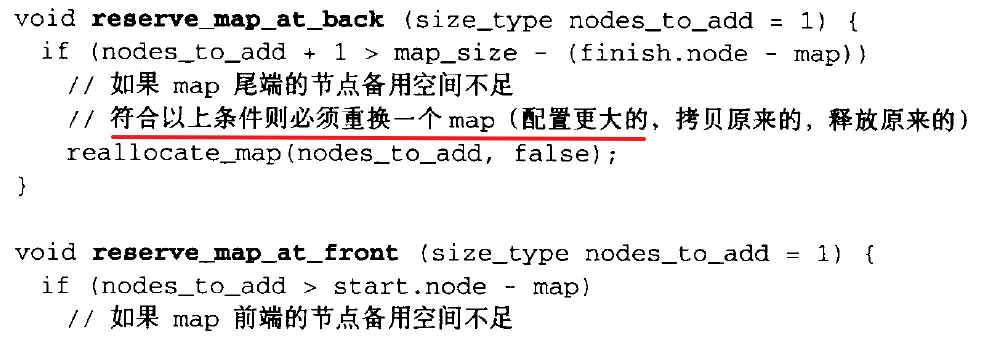 void reserve_map_at_back (size_type nodes_to_add = 1) {
if (nodes_to_add + 1 > map_size - (finish.node - map))
// 如果 map 尾端的节点备用空间不足
// 符合以上条件则必须重换一个 map（配置更大的，拷贝原来的，释放原来的）
reallocate_map(nodes_to_add, false);
}
void reserve_map_at_front (size_type nodes_to_add = 1) {
if (nodes_to_add > start.node - map)
// 如果 map 前端的节点备用空间不足